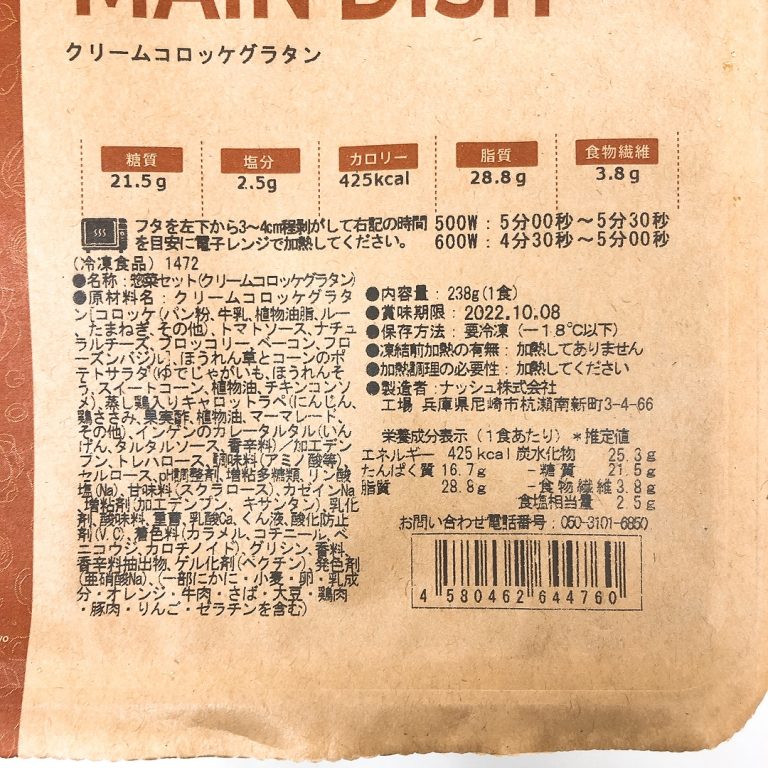 MAIN DISH
クリームコロッケグラタン
糖質 塩分 カロリー 脂質 食物繊維
21.5g 2.5g 425kcal 28.8g 3.8g
フタを左下から3〜4cm程剥がして右記の時間
を目安に電子レンジで加熱してください。
500W：5分00秒〜5分30秒
600W：4分30秒〜5分00秒
(冷凍食品) 1472
●名称：惣菜セット(クリームコロッケグラタン)
●原材料名：クリームコロッケグラタ
ン[コロッケ(パン粉、牛乳、植物油脂、ルー
、たまねぎ、その他)、トマトソース、ナチュ
ラルチーズ、ブロッコリー、ベーコン、フロ
ーズンバジル]、ほうれん草とコーンのポ
テトサラダ(ゆでじゃがいも、ほうれんそ
う、スイートコーン、植物油、チキンコンソ
メ)、蒸し鶏入りキャロットラペ(にんじん、
鶏ささみ、果実酢、植物油、マーマレード、
その他)、インゲンのカレータルタル(いん
げん、タルタルソース、香辛料)／加工デン
プン、トレハロース、調味料(アミノ酸等)、
セルロース、pH調整剤、増粘多糖類、リン酸
塩(Na)、甘味料(スクラロース)、カゼインNa
、増粘剤(加工デンプン、キサンタン)、乳化
剤、酸味料、重曹、乳酸Ca、くん液、酸化防止
剤(V.C)、着色料(カラメル、コチニール、ベ
ニコウジ、カロチノイド)、グリシン、香料、
香辛料抽出物、ゲル化剤(ペクチン)、発色剤
(亜硝酸Na)、(一部にかに・小麦・卵・乳成
分・オレンジ・牛肉・さば・大豆・鶏肉
・豚肉・りんご・ゼラチンを含む)
●内容量：238g(1食)
●賞味期限：2022.10.08
●保存方法：要冷凍(−18℃以下)
●凍結前加熱の有無：加熱してありません
●加熱調理の必要性：加熱してください
●製造者：ナッシュ株式会社
工場 兵庫県尼崎市杭瀬南新町3-4-66
栄養成分表示（1食あたり）*推定値
エネルギー 425kcal 炭水化物 25.3g
たんぱく質 16.7g −糖質 21.5g
脂質 28.8g −食物繊維 3.8g
食塩相当量 2.5g
お問い合わせ電話番号：050-3101-6850
4 580462 644760